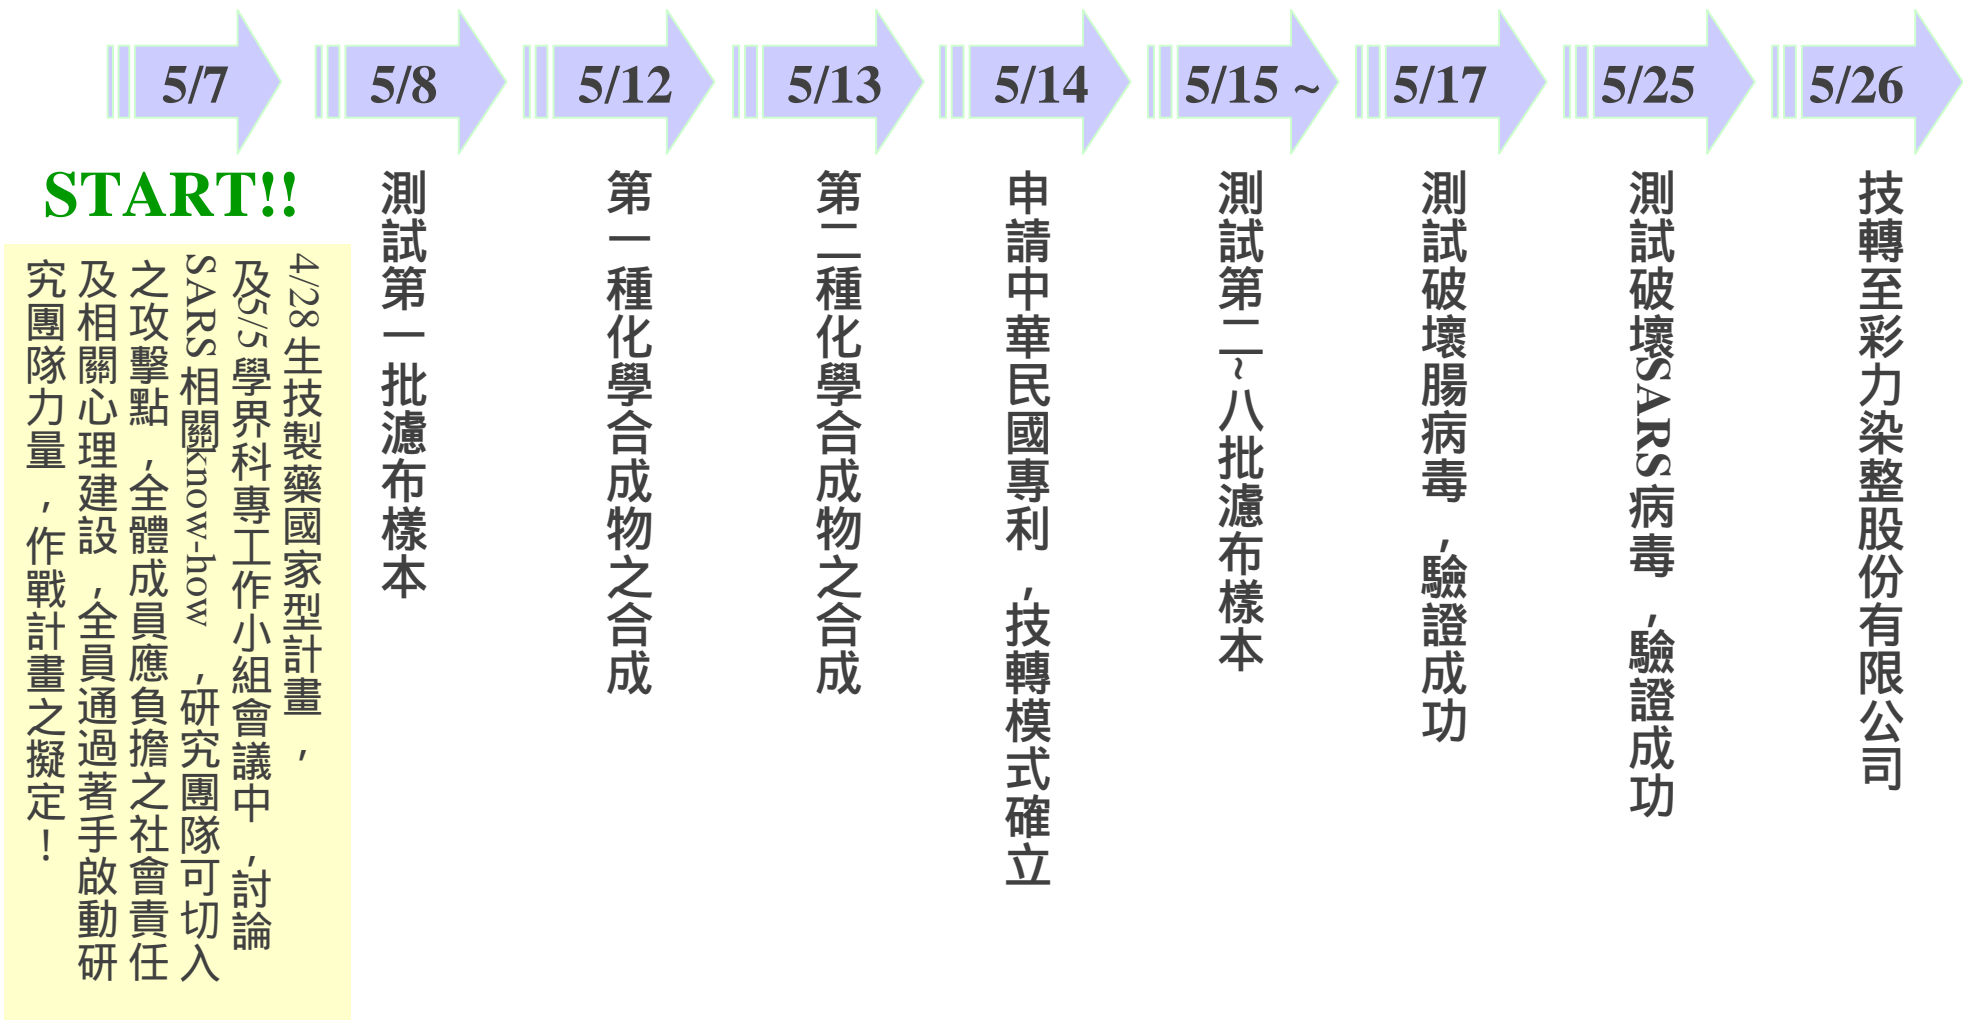 5/7
5/8
5/12
5/13
5/14
5/15 ~
5/17
5/25
5/26
START!!
4/28生技製藥國家型計畫，
及5/5學界科專工作小組會議中，討論
SARS相關know-how ，研究團隊可切入
之攻擊點，全體成員應負擔之社會責任
及相關心理建設，全員通過著手啟動研
究團隊力量，作戰計畫之擬定！
測試第一批濾布樣本
第一種化學合成物之合成
第二種化學合成物之合成
申請中華民國專利，技轉模式確立
測試第二~八批濾布樣本
測試破壞腸病毒，驗證成功
測試破壞SARS病毒，驗證成功
技轉至彩力染整股份有限公司